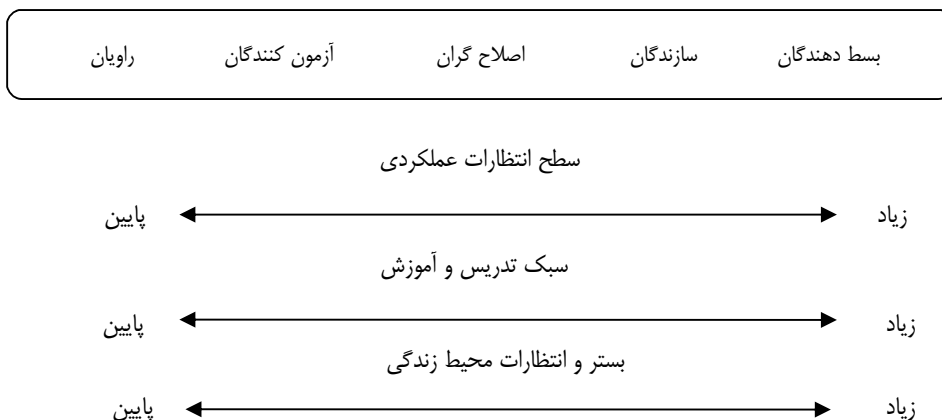 بسط دهندگان سازندگان اصلاح گران آزمون کنندگان راویان
سطح انتظارات عملکردی
زیاد پایین
سبک تدریس و آموزش
زیاد پایین
بستر و انتظارات محیط زندگی
زیاد پایین